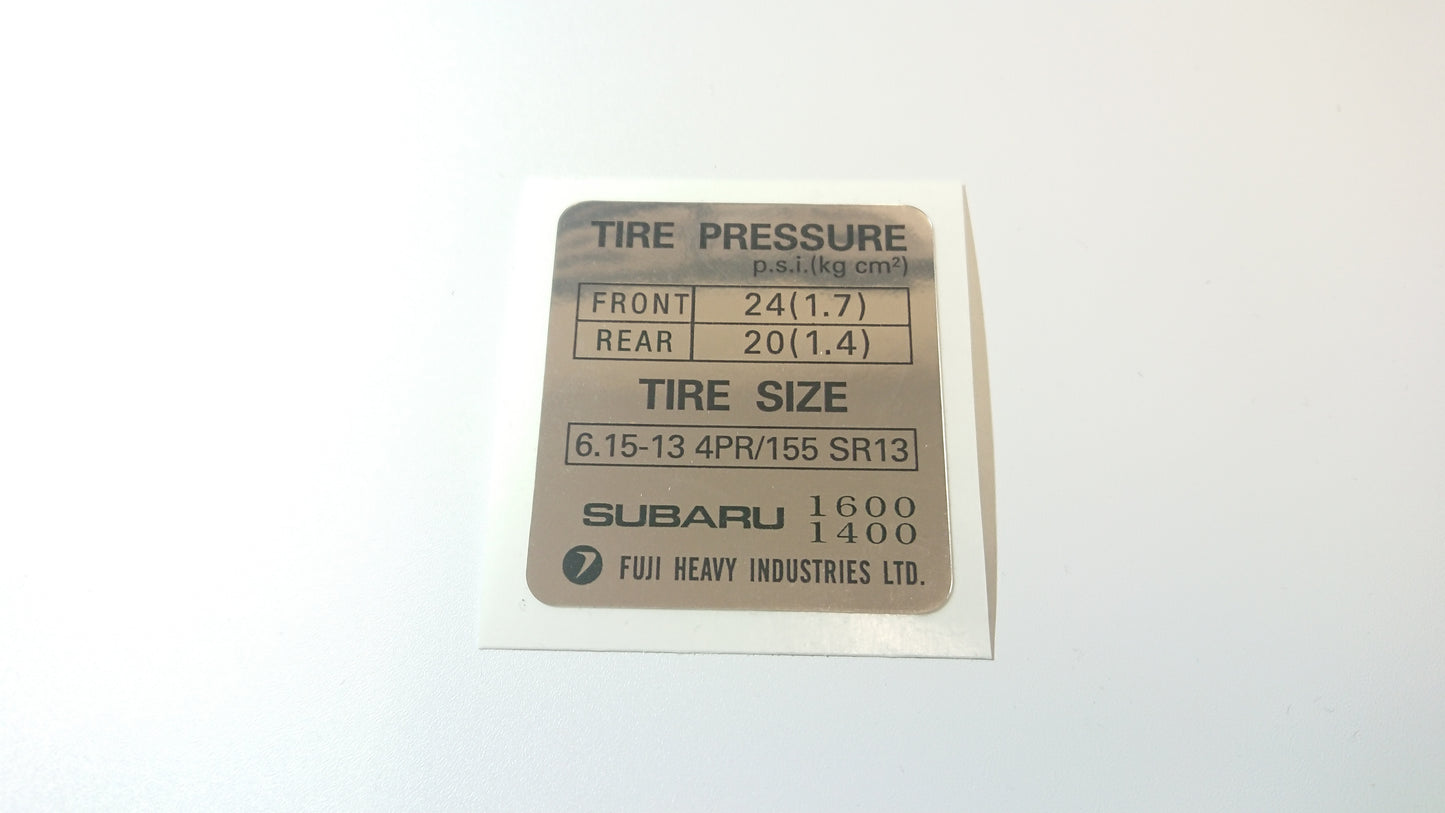 TIRE PRESSURE
p.s.i.(kg cm²)
FRONT 24(1.7)
REAR 20(1.4)
TIRE SIZE
6.15-13 4PR/155 SR13
SUBARU 1600
1400
FUJI HEAVY INDUSTRIES LTD.